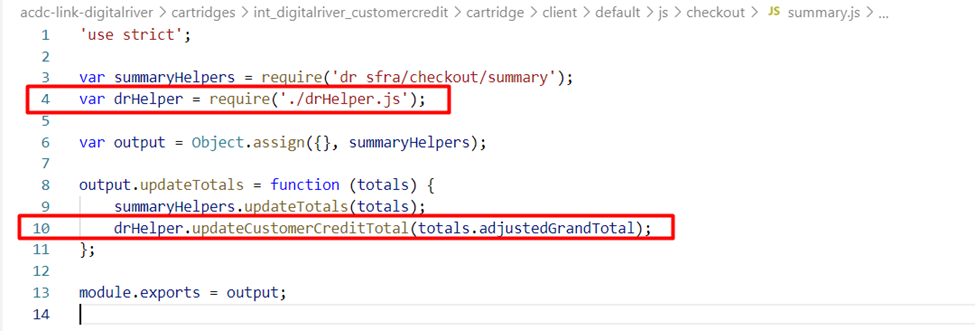 acdc-link-digitalriver > cartridges > int_digitalriver_customercredit > cartridge > client > default > js > checkout > JS summary.js > ...
1 'use strict';
2
3 var summaryHelpers = require('dr_sfra/checkout/summary');
4 var drHelper = require('./drHelper.js');
5
6 var output = Object.assign({}, summaryHelpers);
7
8 output.updateTotals = function (totals) {
9 summaryHelpers.updateTotals(totals);
10 drHelper.updateCustomerCreditTotal(totals.adjustedGrandTotal);
11 };
12
13 module.exports = output;
14